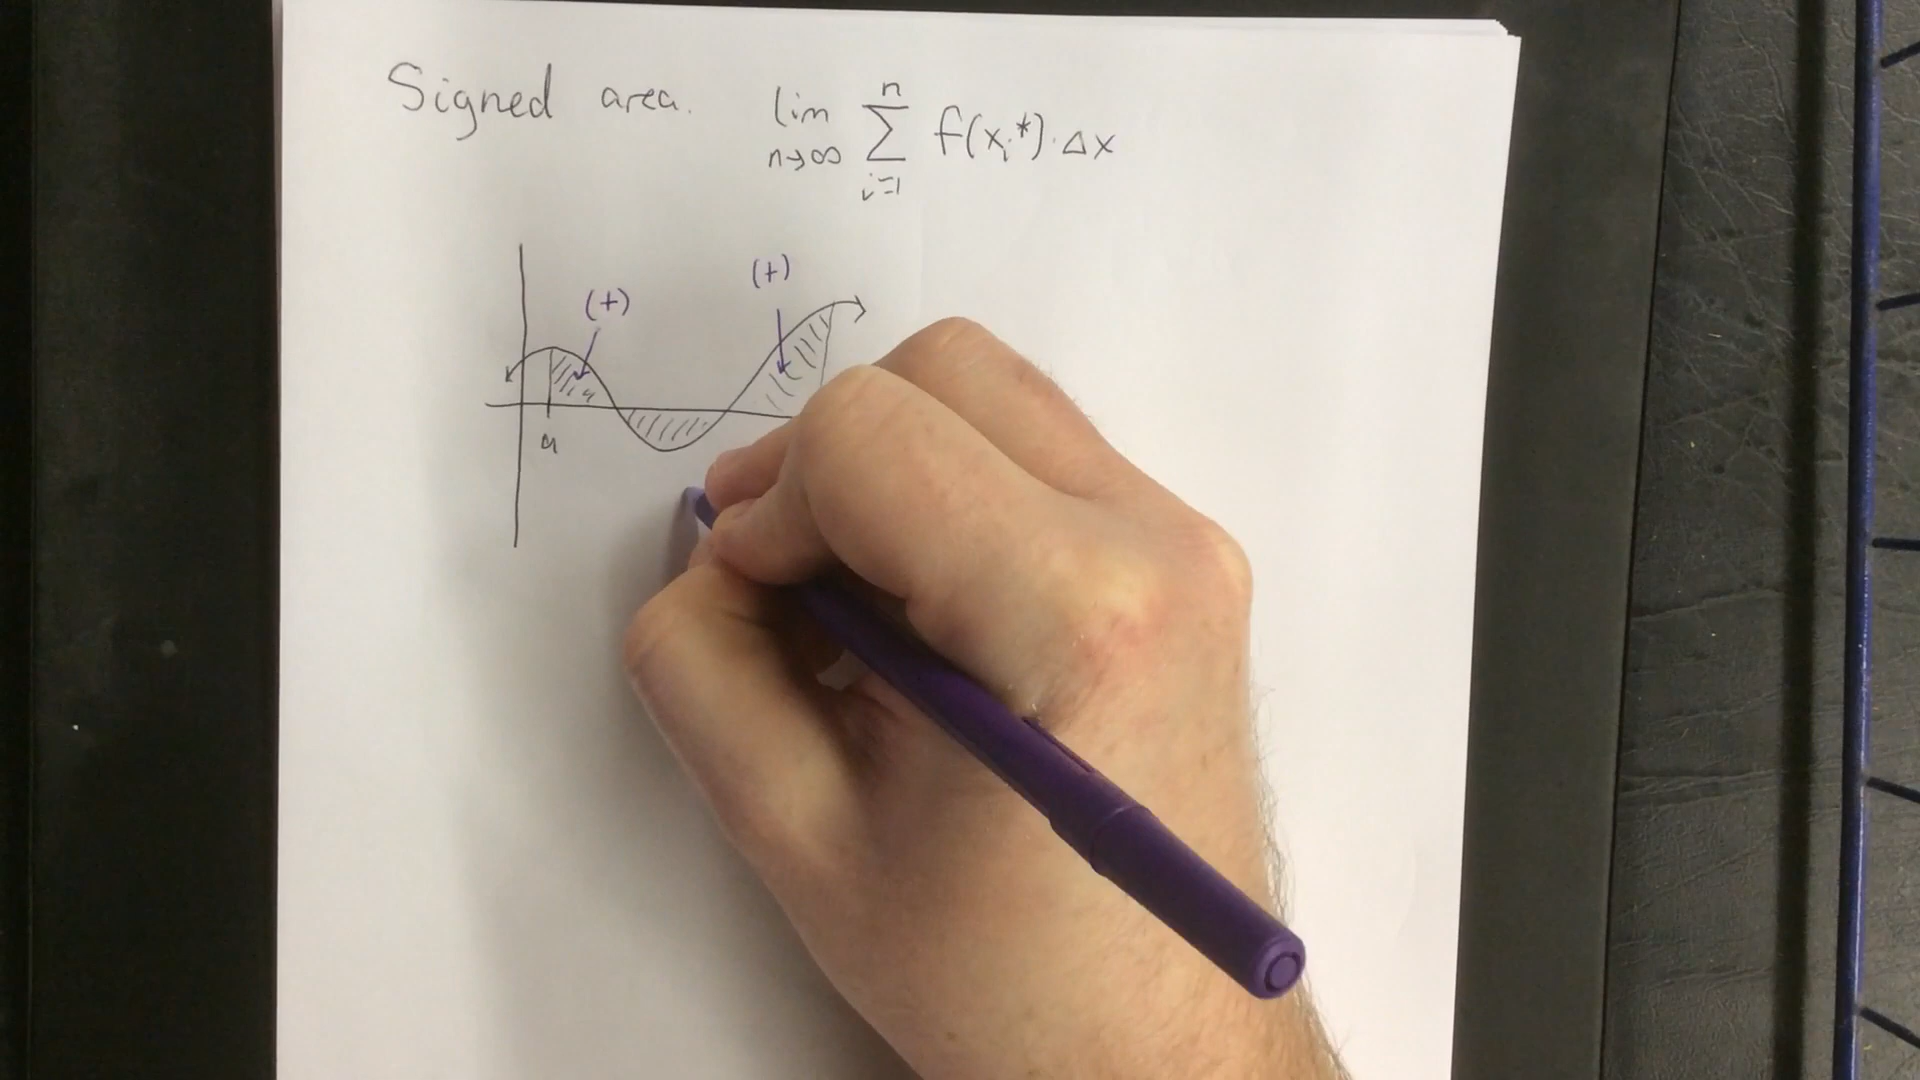 Signed area. lim n→∞ n Σ i=1 f(xᵢ*)·Δx
(+) (+)
a